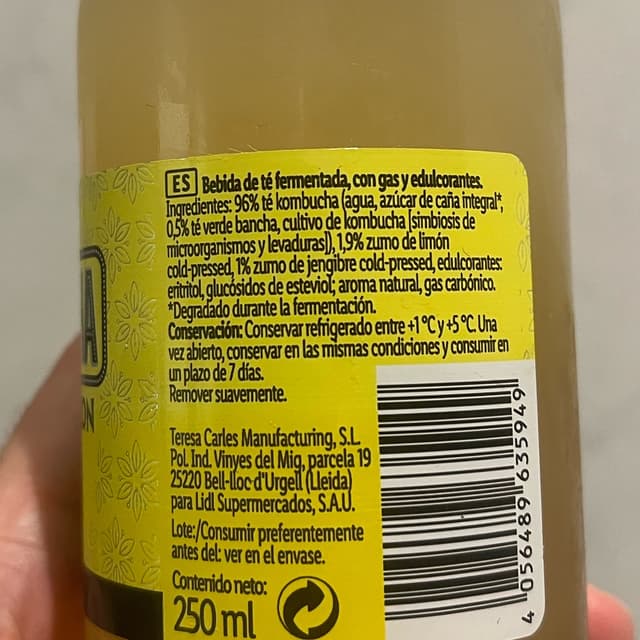 ES Bebida de té fermentada, con gas y edulcorantes.
Ingredientes: 96% té kombucha (agua, azúcar de caña integral*,
0,5% té verde bancha, cultivo de kombucha [simbiosis de
microorganismos y levaduras]), 1,9% zumo de limón
cold-pressed, 1% zumo de jengibre cold-pressed, edulcorantes:
eritritol, glucósidos de esteviol; aroma natural, gas carbónico.
*Degradado durante la fermentación.
Conservación: Conservar refrigerado entre +1 °C y +5 °C. Una
vez abierto, conservar en las mismas condiciones y consumir en
un plazo de 7 días.
Remover suavemente.
Teresa Carles Manufacturing, S.L.
Pol. Ind. Vinyes del Mig, parcela 19
25220 Bell-lloc d'Urgell (Lleida)
para Lidl Supermercados, S.A.U.
Lote:/Consumir preferentemente
antes del: ver en el envase.
Contenido neto:
250 ml
4 056489 635949